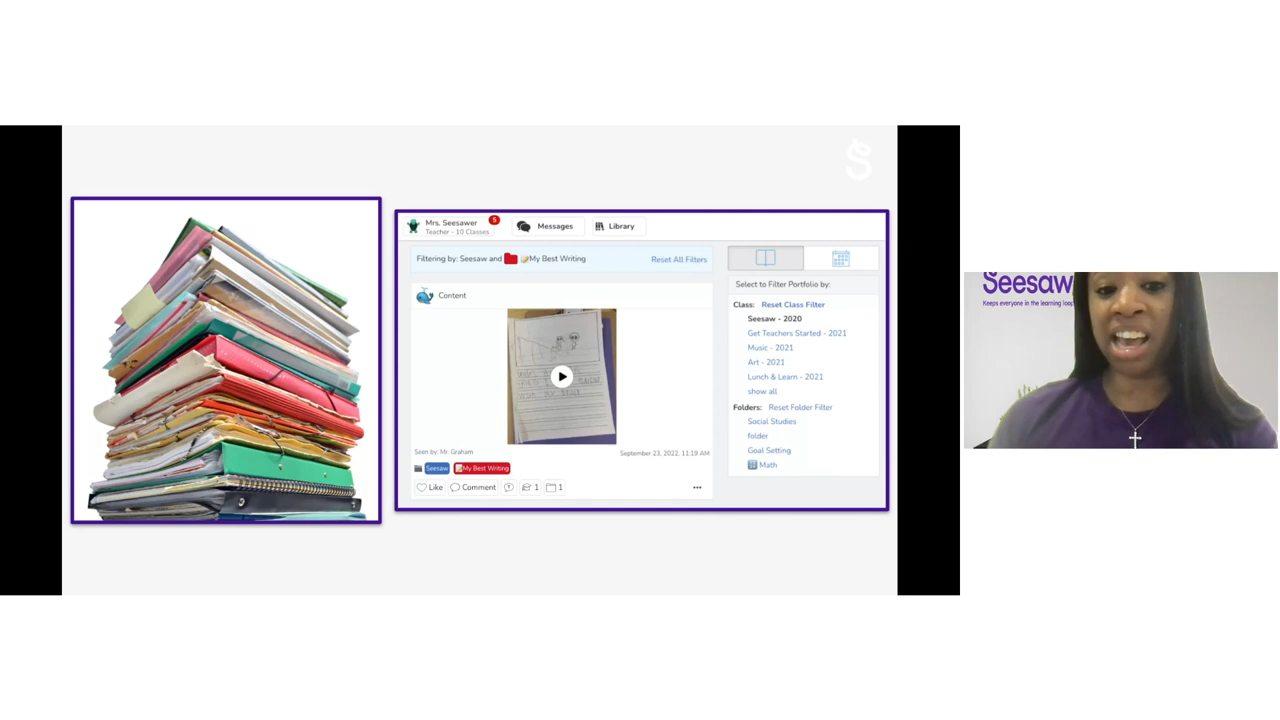 Mrs. Seesawer
5
Teacher - 10 Classes
Messages
Library
Filtering by: Seesaw and 📝My Best Writing
Reset All Filters
Content
Seen by: Mr. Graham
September 23, 2022, 11:19 AM
Seesaw
📝My Best Writing
Like
Comment
1
1
Select to Filter Portfolio by:
Class: Reset Class Filter
Seesaw - 2020
Get Teachers Started - 2021
Music - 2021
Art - 2021
Lunch & Learn - 2021
show all
Folders: Reset Folder Filter
Social Studies
folder
Goal Setting
Math
Seesaw
Keeps everyone in the learning loop